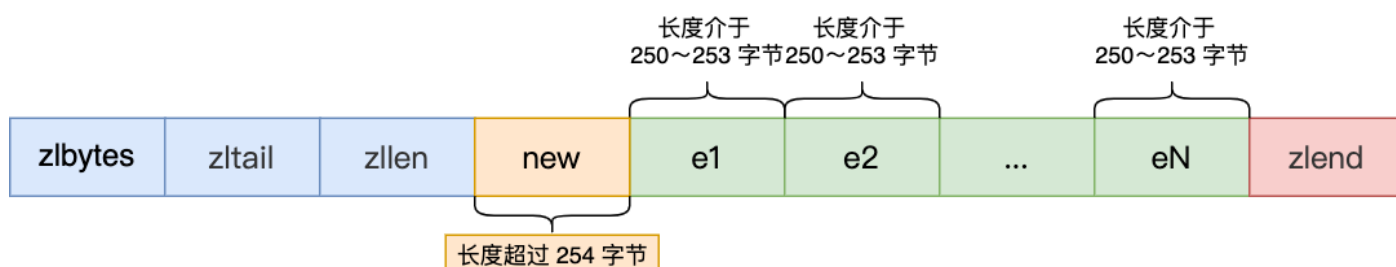 长度介于
250～253 字节
长度介于
250～253 字节
长度介于
250～253 字节
zlbytes
zltail
zllen
new
e1
e2
...
eN
zlend
长度超过 254 字节